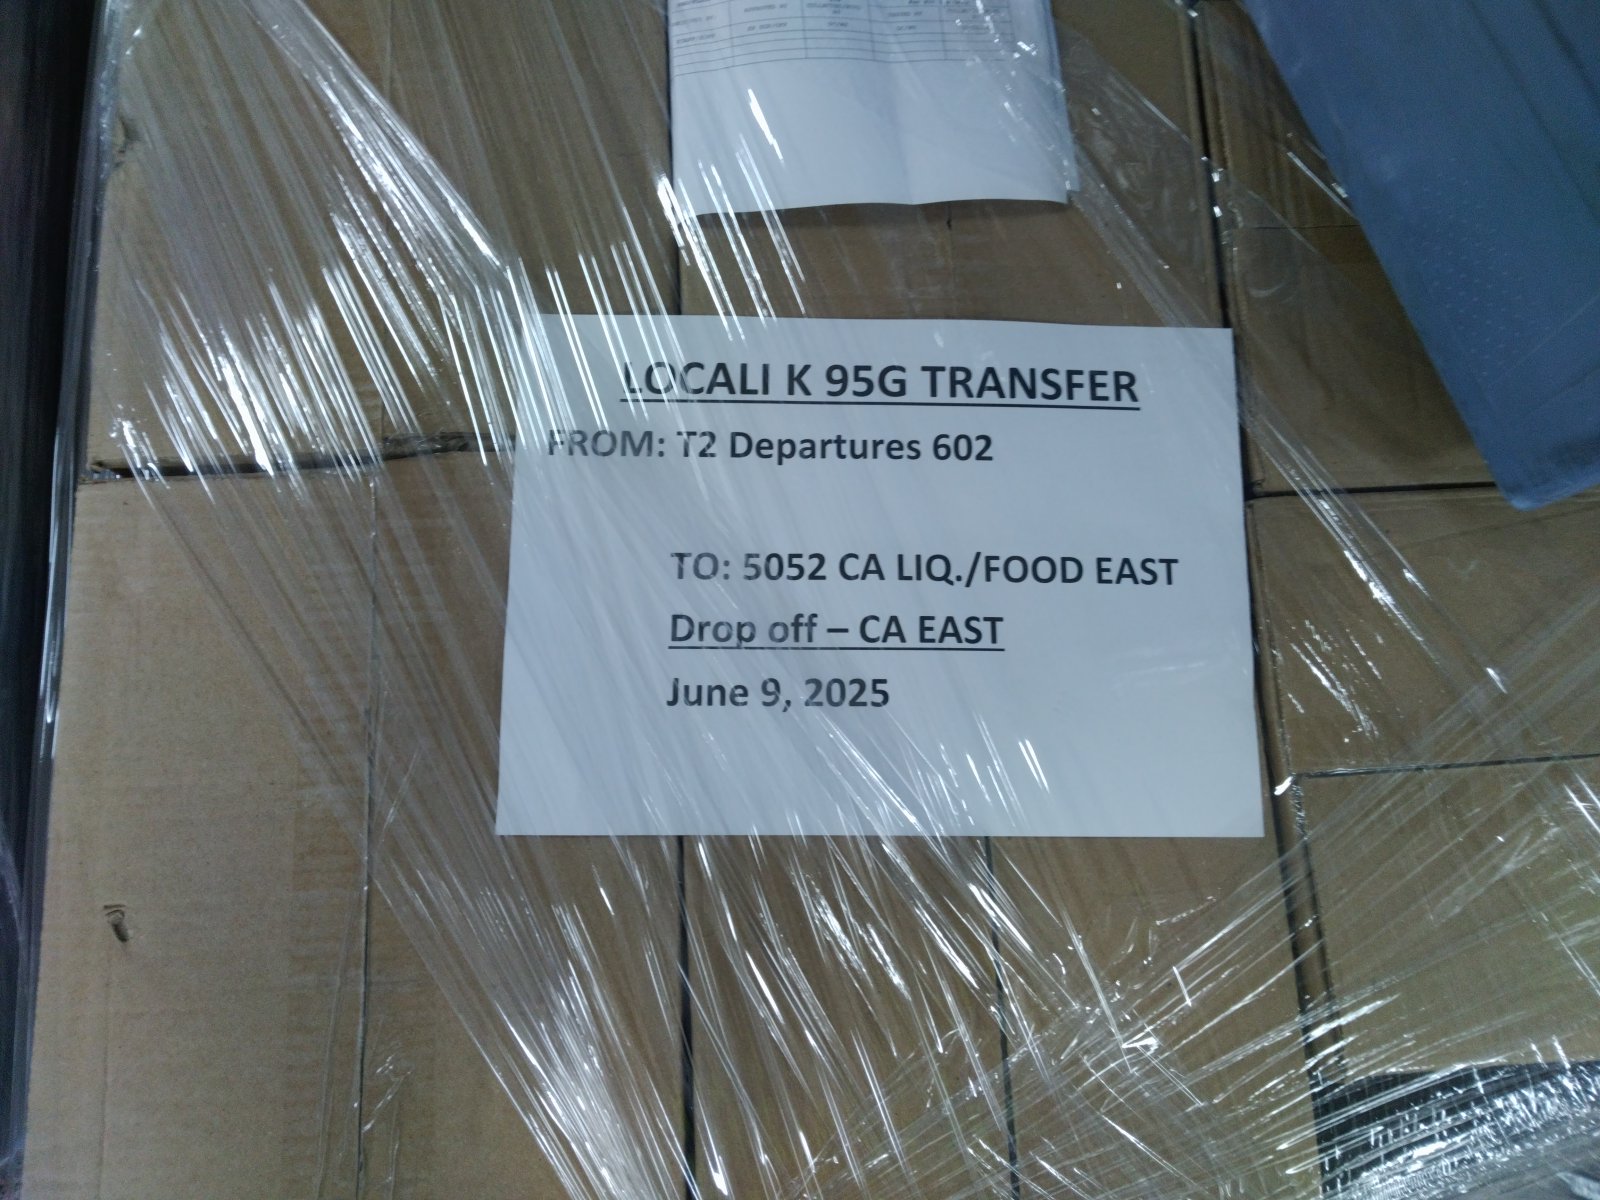 LOCALI K 95G TRANSFER
FROM: T2 Departures 602
TO: 5052 CA LIQ./FOOD EAST
Drop off – CA EAST
June 9, 2025